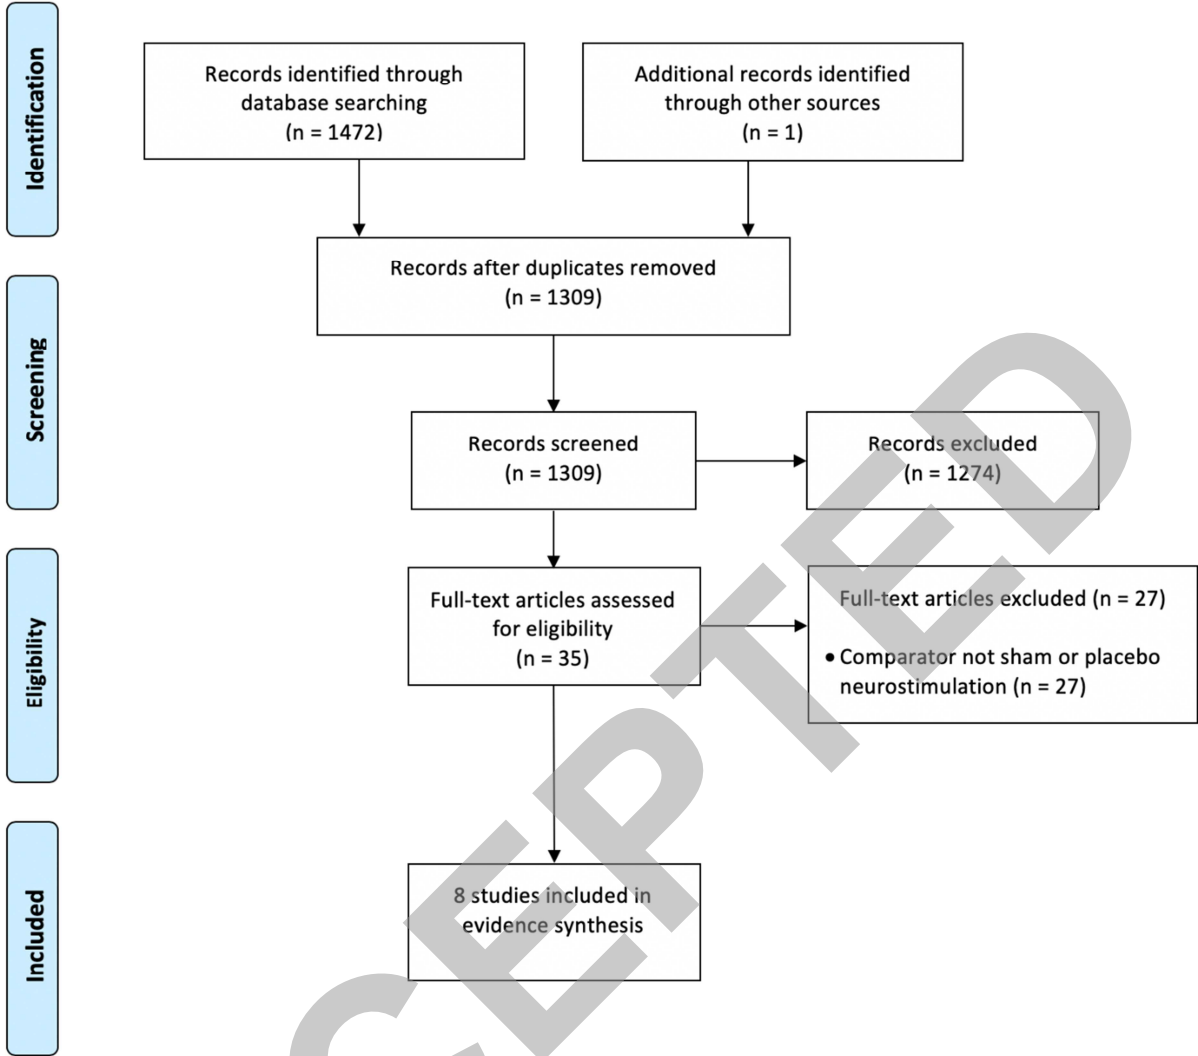 Identification
Records identified through
database searching
(n = 1472)
Additional records identified
through other sources
(n = 1)
Records after duplicates removed
(n = 1309)
Screening
Records screened
(n = 1309)
Records excluded
(n = 1274)
Eligibility
Full-text articles assessed
for eligibility
(n = 35)
Full-text articles excluded (n = 27)
• Comparator not sham or placebo
neurostimulation (n = 27)
Included
8 studies included in
evidence synthesis
CEPTED